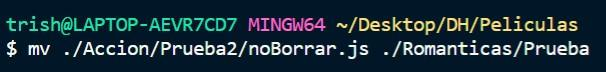 trish@LAPTOP-AEVR7CD7 MINGW64 ~/Desktop/DH/Peliculas
$ mv ./Accion/Prueba2/noBorrar.js ./Romanticas/Prueba